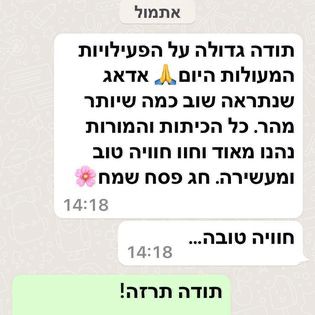 אתמול
תודה גדולה על הפעילויות
המעולות היום🙏 אדאג
שנתראה שוב כמה שיותר
מהר. כל הכיתות והמורות
נהנו מאוד וחוו חוויה טוב
ומעשירה. חג פסח שמח🌸
14:18
חוויה טובה...
14:18
תודה תרזה!